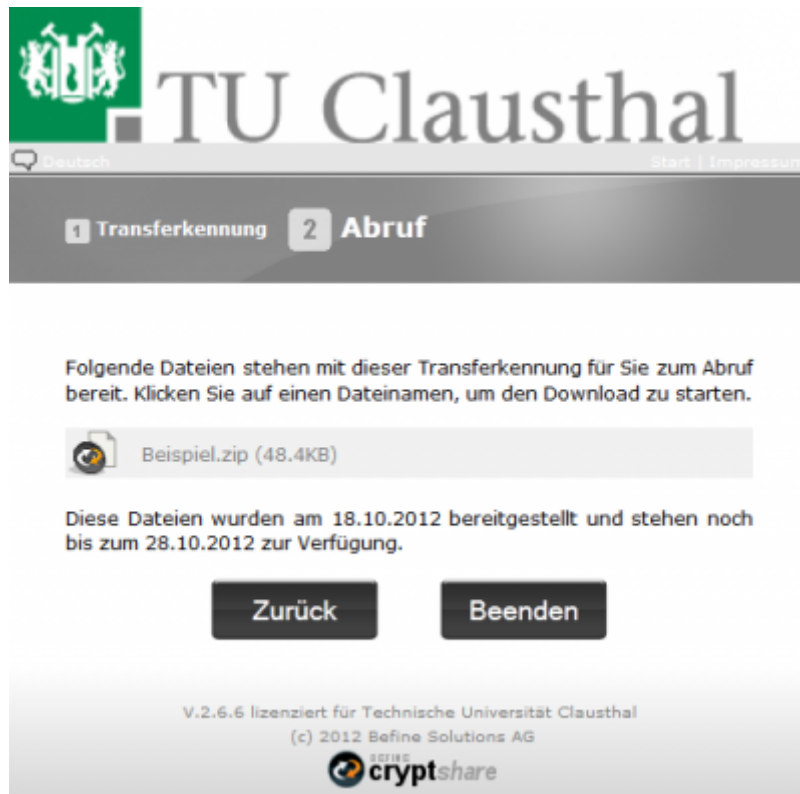 TU Clausthal
Deutsch Start | Impressum
1 Transferkennung 2 Abruf
Folgende Dateien stehen mit dieser Transferkennung für Sie zum Abruf
bereit. Klicken Sie auf einen Dateinamen, um den Download zu starten.
Beispiel.zip (48.4KB)
Diese Dateien wurden am 18.10.2012 bereitgestellt und stehen noch
bis zum 28.10.2012 zur Verfügung.
Zurück Beenden
V.2.6.6 lizenziert für Technische Universität Clausthal
(c) 2012 Befine Solutions AG
BEFINE
cryptshare